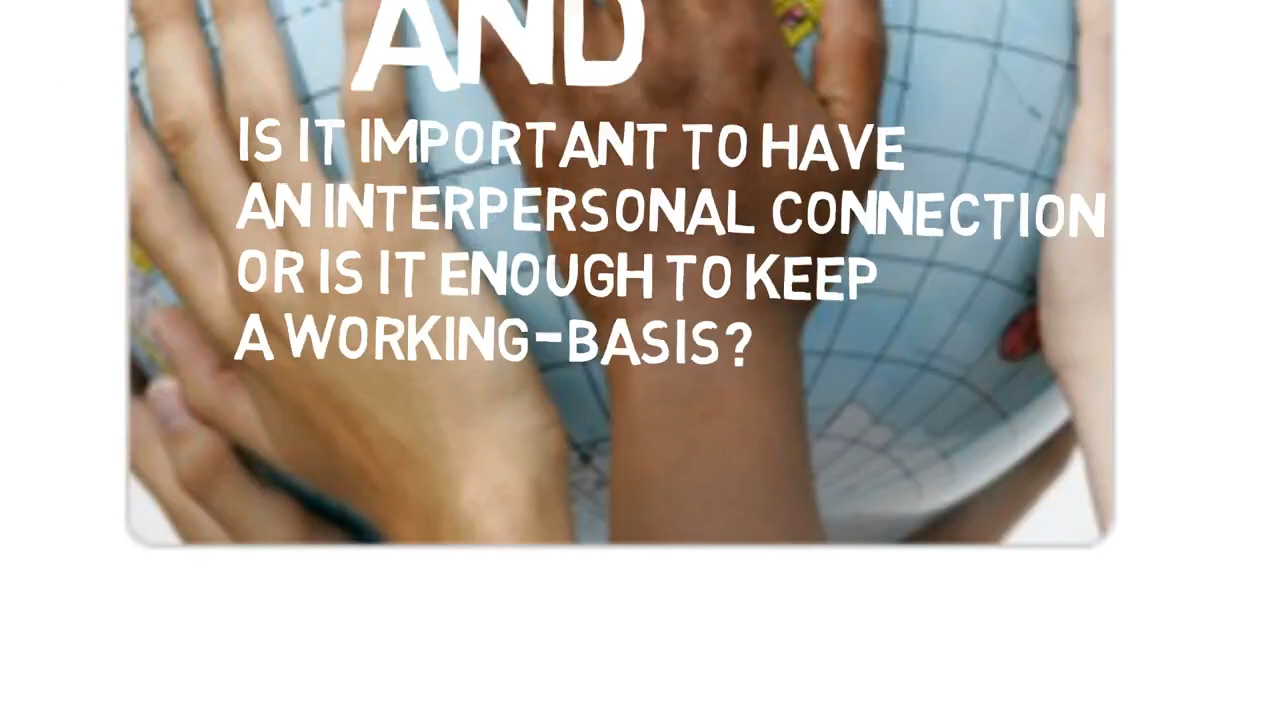 AND
IS IT IMPORTANT TO HAVE
AN INTERPERSONAL CONNECTION
OR IS IT ENOUGH TO KEEP
A WORKING-BASIS?